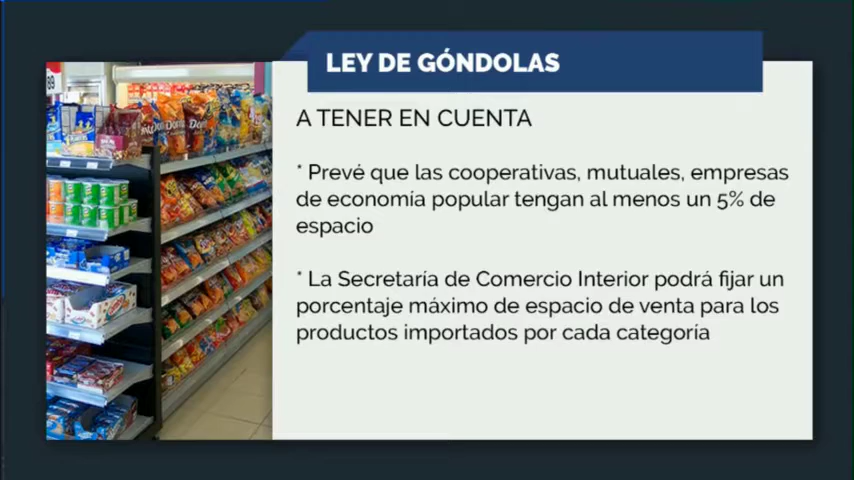 LEY DE GÓNDOLAS
A TENER EN CUENTA
* Prevé que las cooperativas, mutuales, empresas
de economía popular tengan al menos un 5% de
espacio
* La Secretaría de Comercio Interior podrá fijar un
porcentaje máximo de espacio de venta para los
productos importados por cada categoría
89